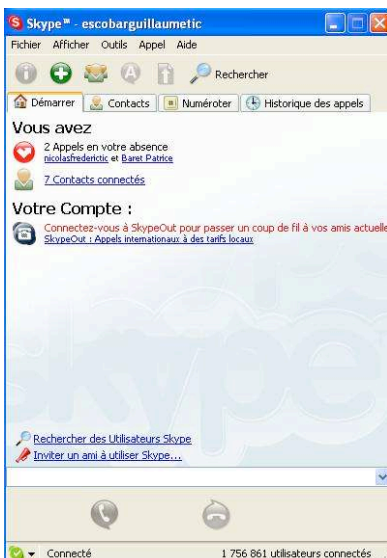 Skype™ - escobarguillaumetic
Fichier Afficher Outils Appel Aide
Rechercher
Démarrer Contacts Numéroter Historique des appels
Vous avez
2 Appels en votre absence
nicolasfrederictic et Baret Patrice
7 Contacts connectés
Votre Compte :
Connectez-vous à SkypeOut pour passer un coup de fil à vos amis actuelle
SkypeOut : Appels internationaux à des tarifs locaux
skype
Rechercher des Utilisateurs Skype
Inviter un ami à utiliser Skype...
Connecté 1 756 861 utilisateurs connectés